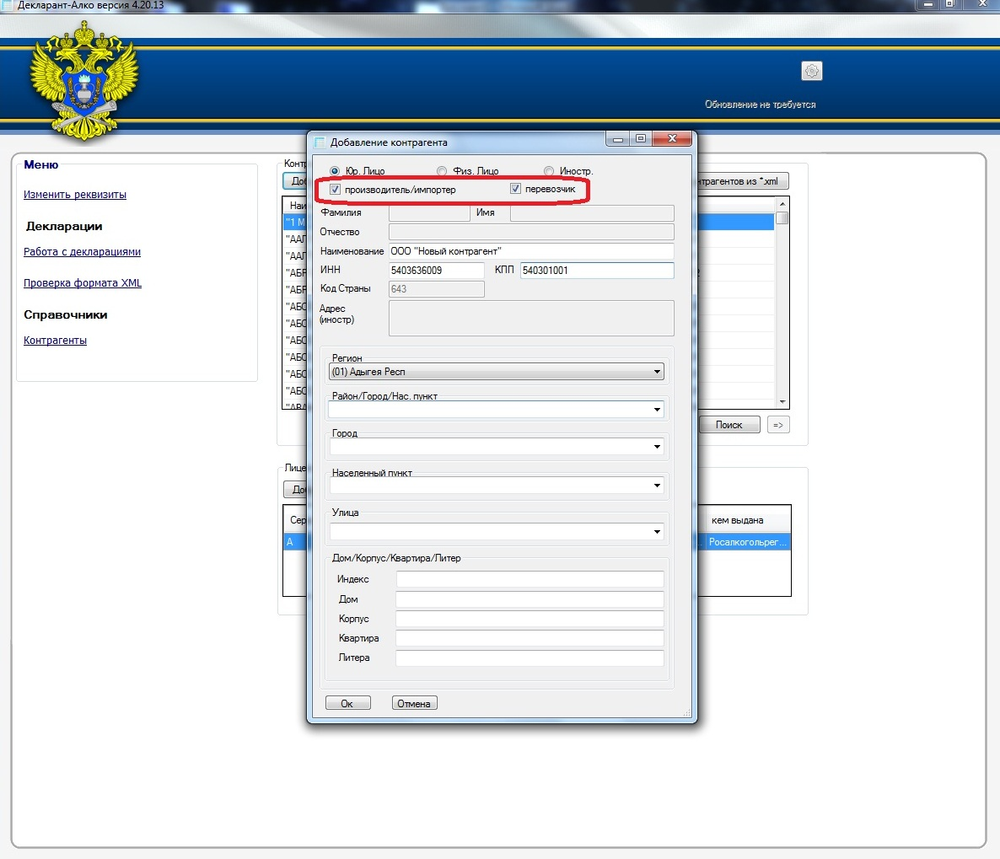 Декларант-Алко версия 4.20.13
Обновление не требуется
Меню
Изменить реквизиты
Декларации
Работа с декларациями
Проверка формата XML
Справочники
Контрагенты
Контр
Доб
нтрагентов из *.xml
Наи
"1 М
"ААГ
"ААГ
"АБР
"АБР
"АБС
"АБС
"АБС
"АБС
"АБС
"АБС
Поиск
=>
Лице
До
Сер
кем выдана
А
Росалкогольрег...
Добавление контрагента
Юр. Лицо Физ. Лицо Иностр.
производитель/импортер перевозчик
Фамилия Имя
Отчество
Наименование ООО "Новый контрагент"
ИНН 5403636009 КПП 540301001
Код Страны 643
Адрес
(иностр)
Регион
(01) Адыгея Респ
Район/Город/Нас. пункт
Город
Населенный пункт
Улица
Дом/Корпус/Квартира/Литер
Индекс
Дом
Корпус
Квартира
Литера
Ок Отмена